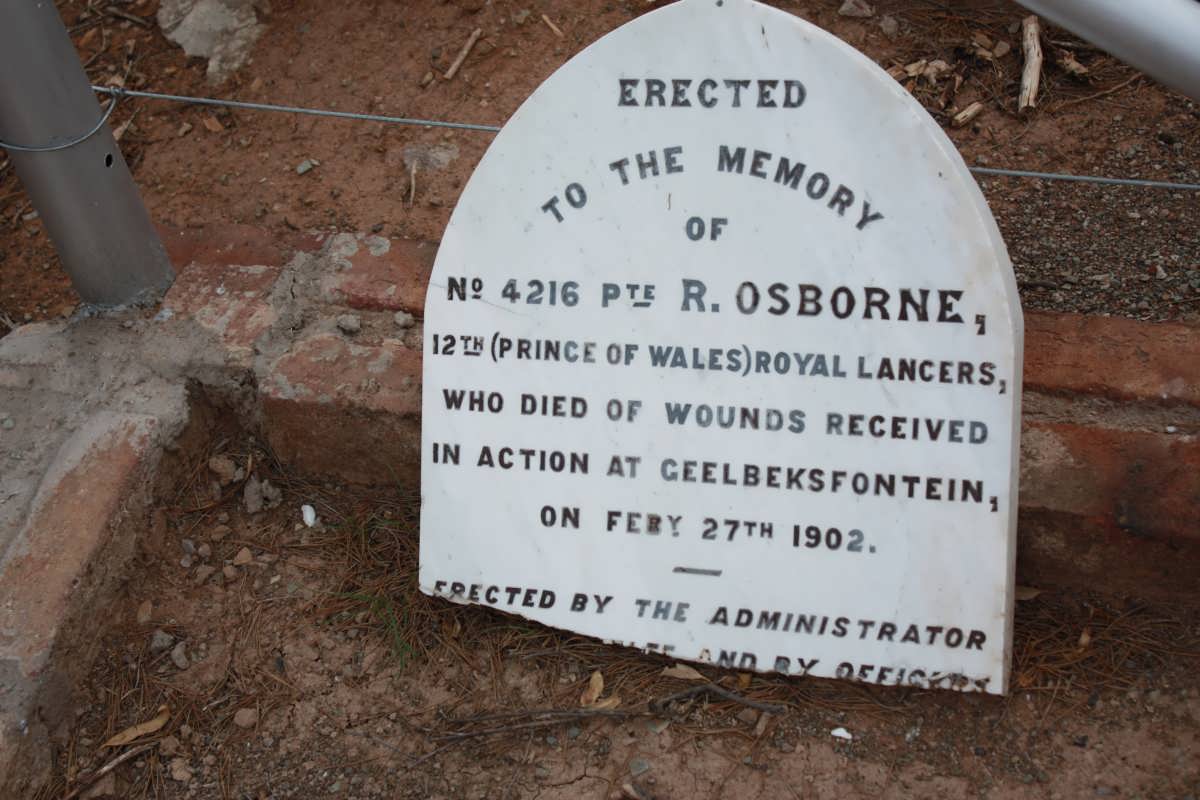 ERECTED
TO THE MEMORY
OF
Nº 4216 PTE R. OSBORNE,
12TH (PRINCE OF WALES) ROYAL LANCERS,
WHO DIED OF WOUNDS RECEIVED
IN ACTION AT GEELBEKSFONTEIN,
ON FEBY. 27TH 1902.
ERECTED BY THE ADMINISTRATOR
AND BY OFFICERS